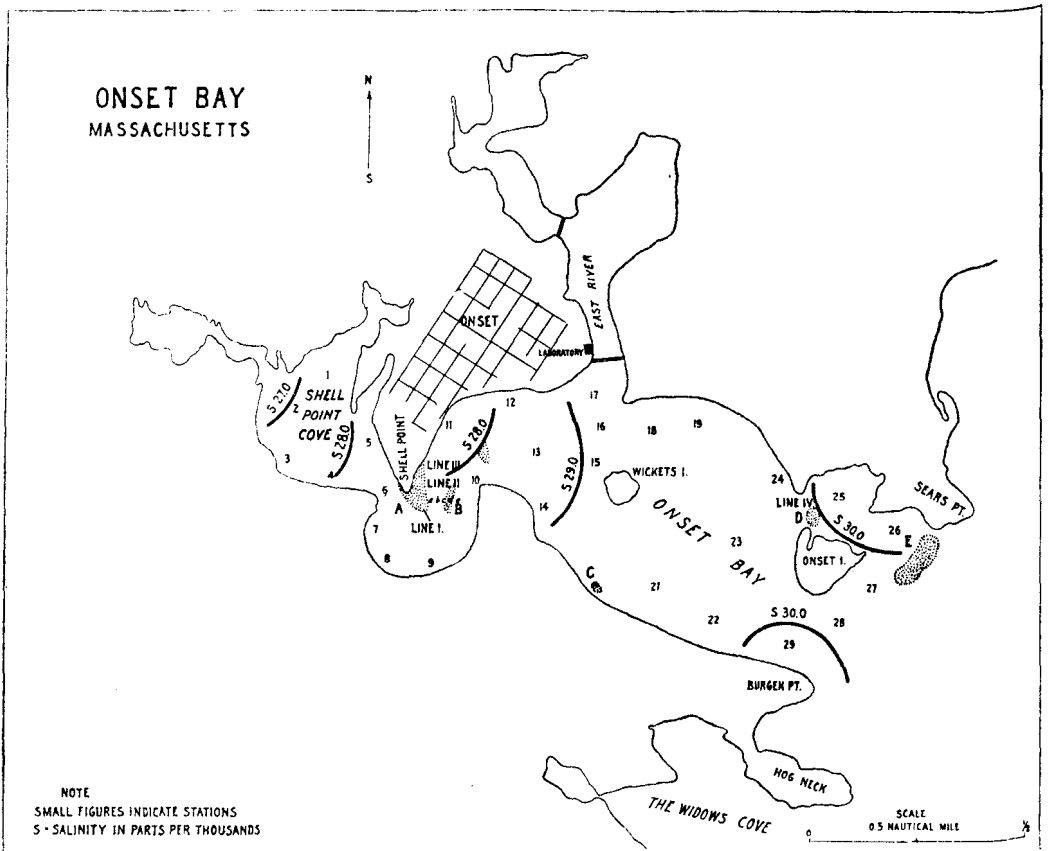 ONSET BAY
MASSACHUSETTS
N
S
EAST RIVER
ONSET
LABORATORY
1
S 27.0
2
SHELL
POINT
COVE
S 28.0
3
4
5
SHELL POINT
6
7
8
9
A
B
LINE III
LINE II
LINE I.
10
11
12
S 28.0
13
14
S 29.0
15
16
17
18
19
WICKETS I.
ONSET
BAY
C
21
22
23
24
LINE IV
D
25
S 30.0
26
E
SEARS PT.
ONSET I.
27
28
S 30.0
29
BURGEN PT.
HOG NECK
THE WIDOWS COVE
NOTE
SMALL FIGURES INDICATE STATIONS
S - SALINITY IN PARTS PER THOUSANDS
SCALE
0.5 NAUTICAL MILE
0
½